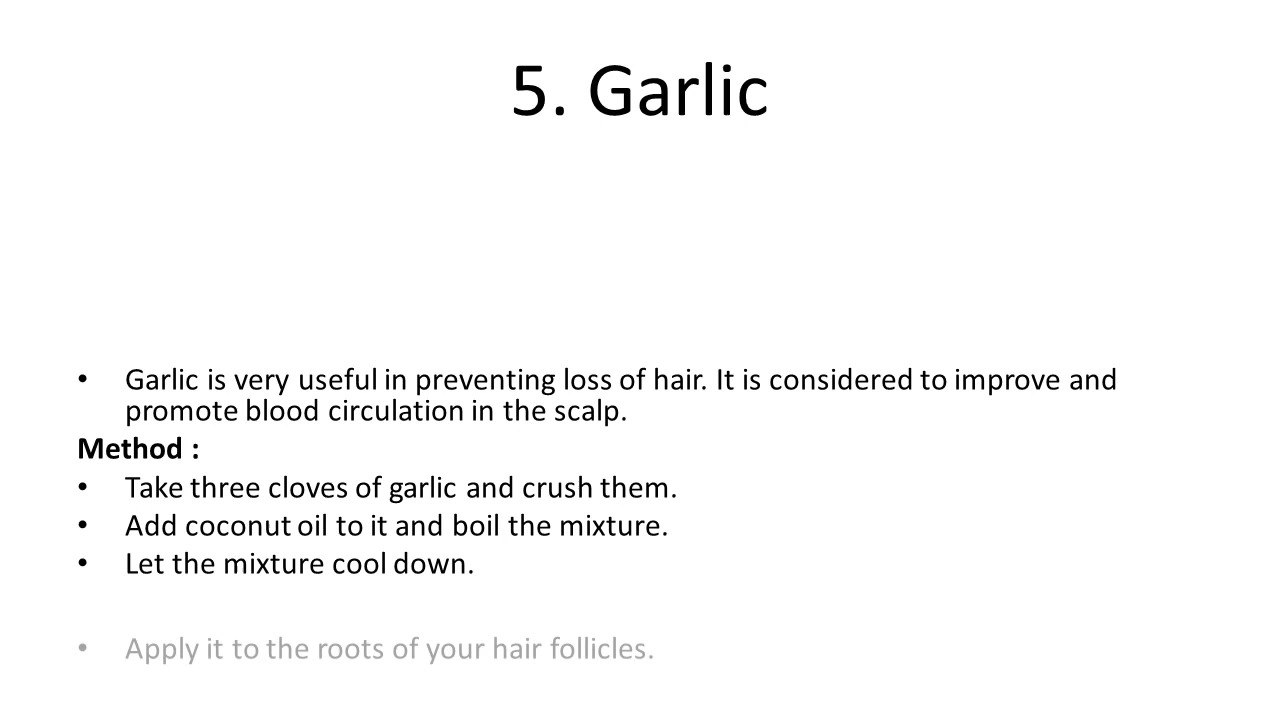 5. Garlic
• Garlic is very useful in preventing loss of hair. It is considered to improve and
promote blood circulation in the scalp.
Method :
• Take three cloves of garlic and crush them.
• Add coconut oil to it and boil the mixture.
• Let the mixture cool down.
• Apply it to the roots of your hair follicles.